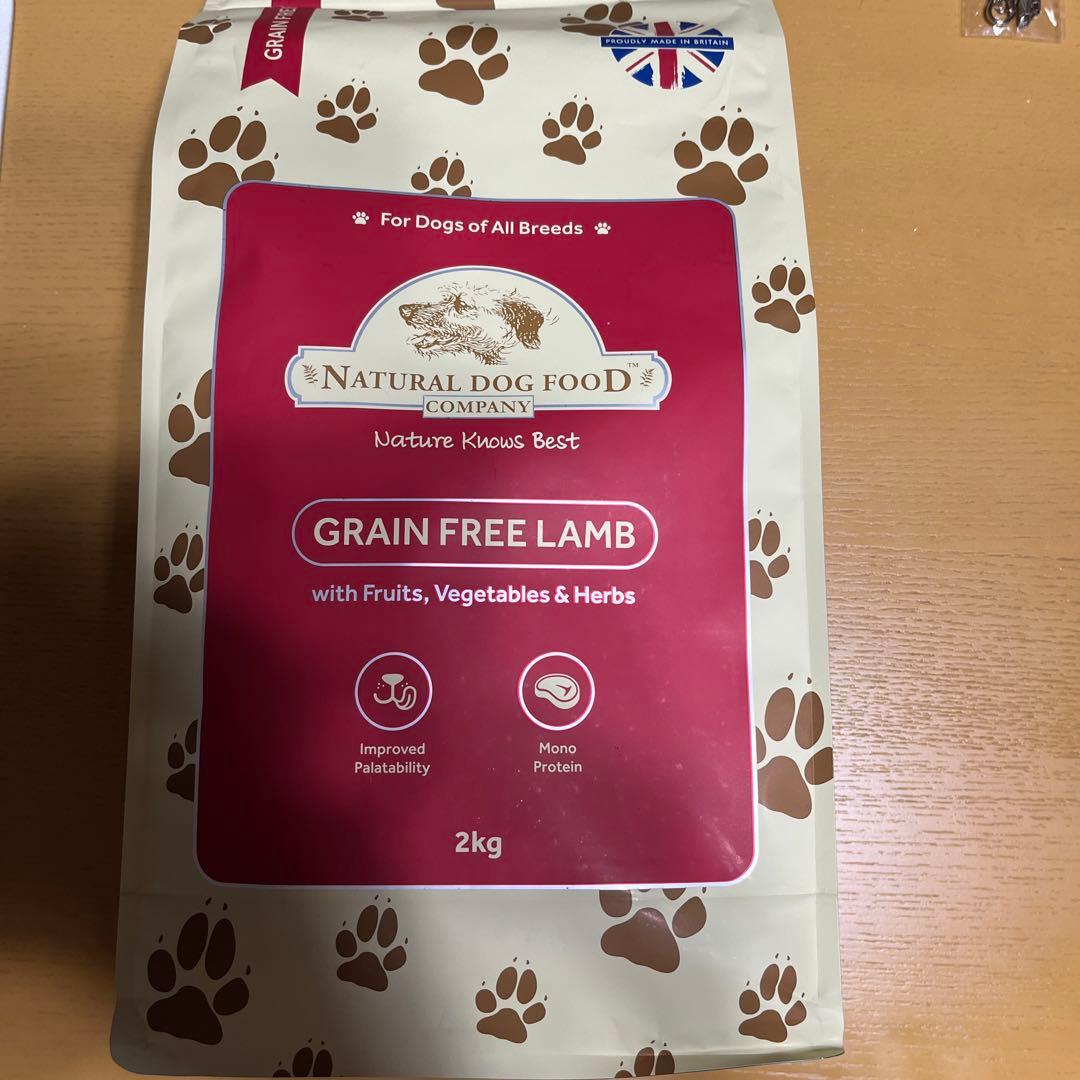 GRAIN FREE
PROUDLY MADE IN BRITAIN
For Dogs of All Breeds
NATURAL DOG FOOD™
COMPANY
Nature Knows Best
GRAIN FREE LAMB
with Fruits, Vegetables & Herbs
Improved
Palatability
Mono
Protein
2kg